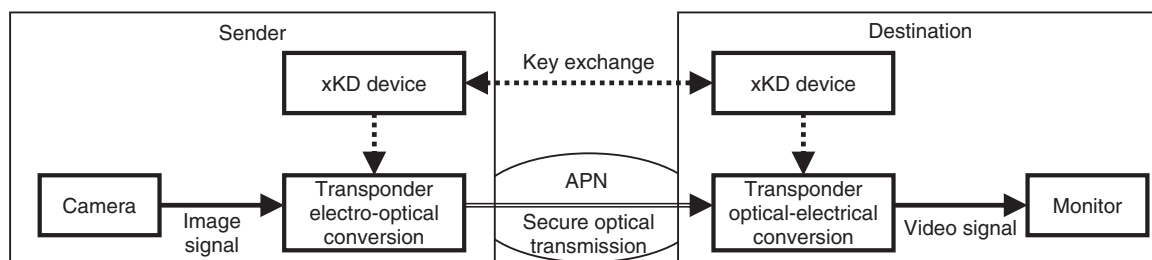 Sender
Destination
Key exchange
xKD device
xKD device
Camera
Image
signal
Transponder
electro-optical
conversion
APN
Secure optical
transmission
Transponder
optical-electrical
conversion
Video signal
Monitor